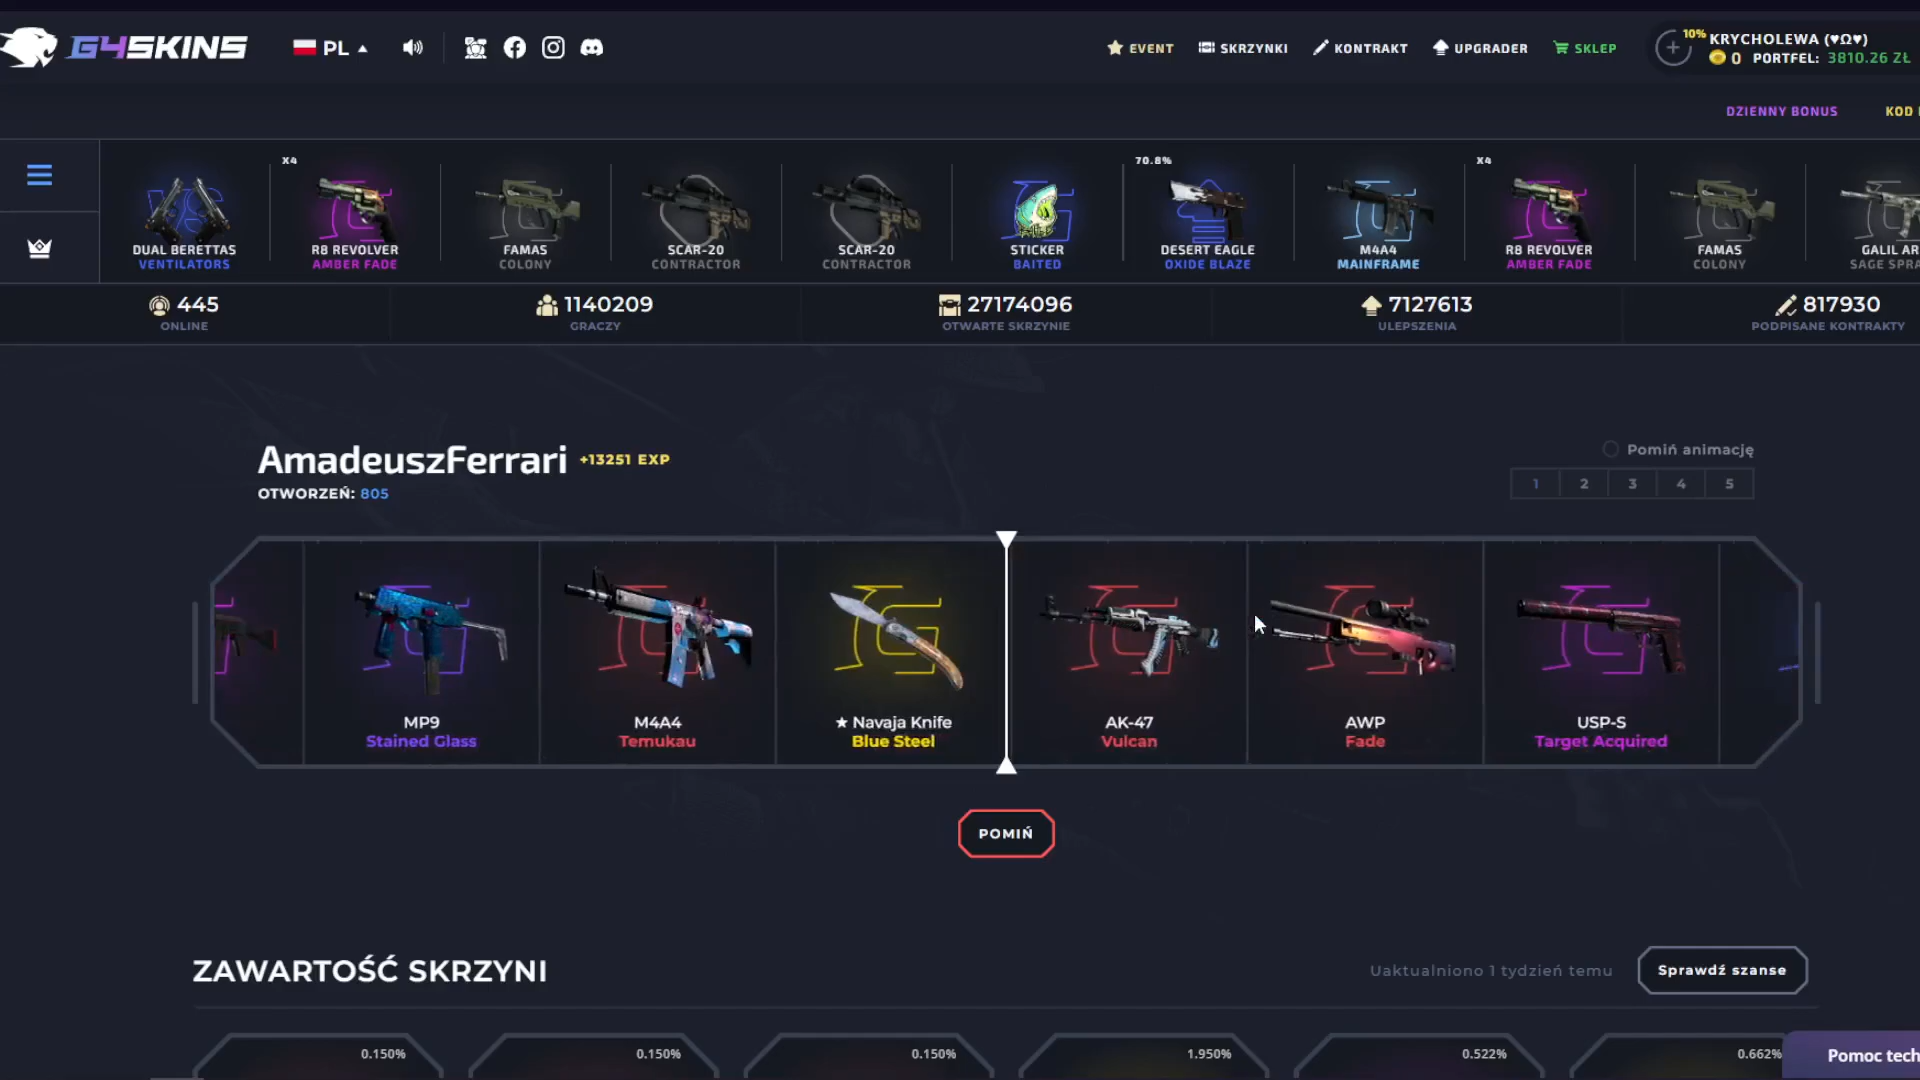 G4SKINS
PL
EVENT
SKRZYNKI
KONTRAKT
UPGRADER
SKLEP
10%
KRYCHOLEWA (♥Ω♥)
0 PORTFEL: 3810.26 ZŁ
DZIENNY BONUS
KOD
X4
70.8%
X4
DUAL BERETTAS
VENTILATORS
R8 REVOLVER
AMBER FADE
FAMAS
COLONY
SCAR-20
CONTRACTOR
SCAR-20
CONTRACTOR
STICKER
BAITED
DESERT EAGLE
OXIDE BLAZE
M4A4
MAINFRAME
R8 REVOLVER
AMBER FADE
FAMAS
COLONY
GALIL AR
SAGE SPRA
445
ONLINE
1140209
GRACZY
27174096
OTWARTE SKRZYNIE
7127613
ULEPSZENIA
817930
PODPISANE KONTRAKTY
AmadeuszFerrari +13251 EXP
OTWORZEŃ: 805
Pomiń animację
1 2 3 4 5
MP9
Stained Glass
M4A4
Temukau
★ Navaja Knife
Blue Steel
AK-47
Vulcan
AWP
Fade
USP-S
Target Acquired
POMIŃ
ZAWARTOŚĆ SKRZYNI
Uaktualniono 1 tydzień temu
Sprawdź szanse
0.150%
0.150%
0.150%
1.950%
0.522%
0.662%
Pomoc tech